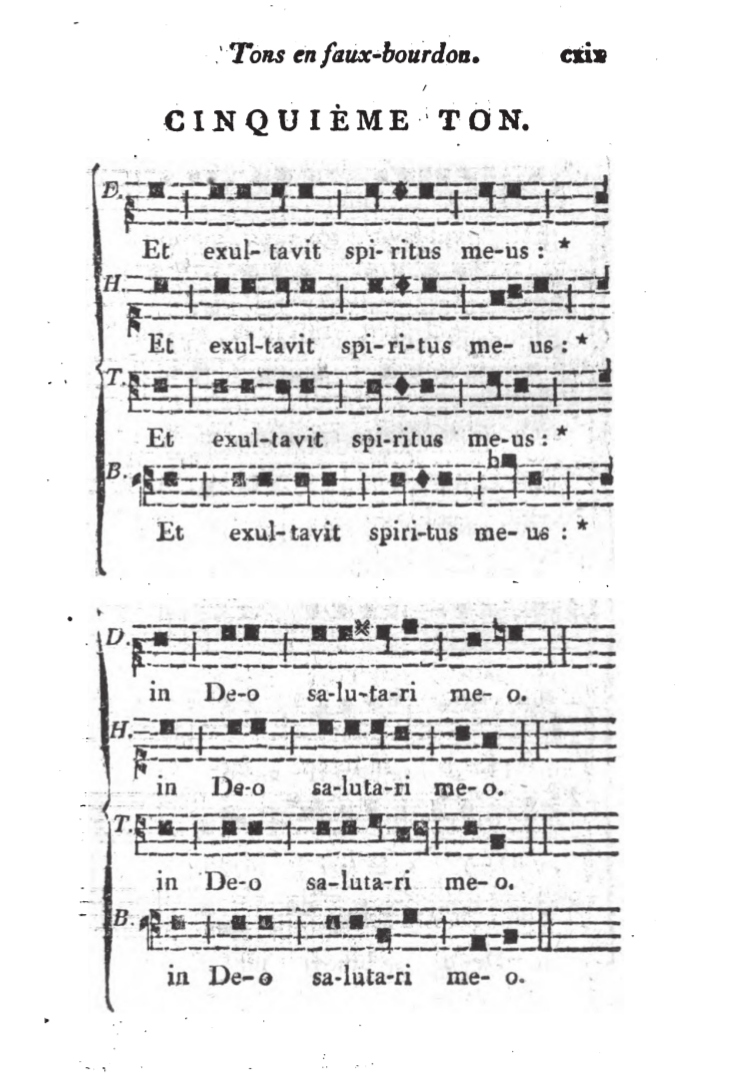 Tons en faux-bourdon. cxix
CINQUIÈME TON.
D.
Et exul- tavit spi- ritus me-us : *
H.
Et exul-tavit spi-ri-tus me- us : *
T.
Et exul-tavit spi-ritus me-us : *
B.
Et exul- tavit spiri-tus me- us : *
D.
in De-o sa-lu-ta-ri me- o.
H.
in De-o sa-luta-ri me- o.
T.
in De-o sa-luta-ri me- o.
B.
in De-o sa-luta-ri me- o.